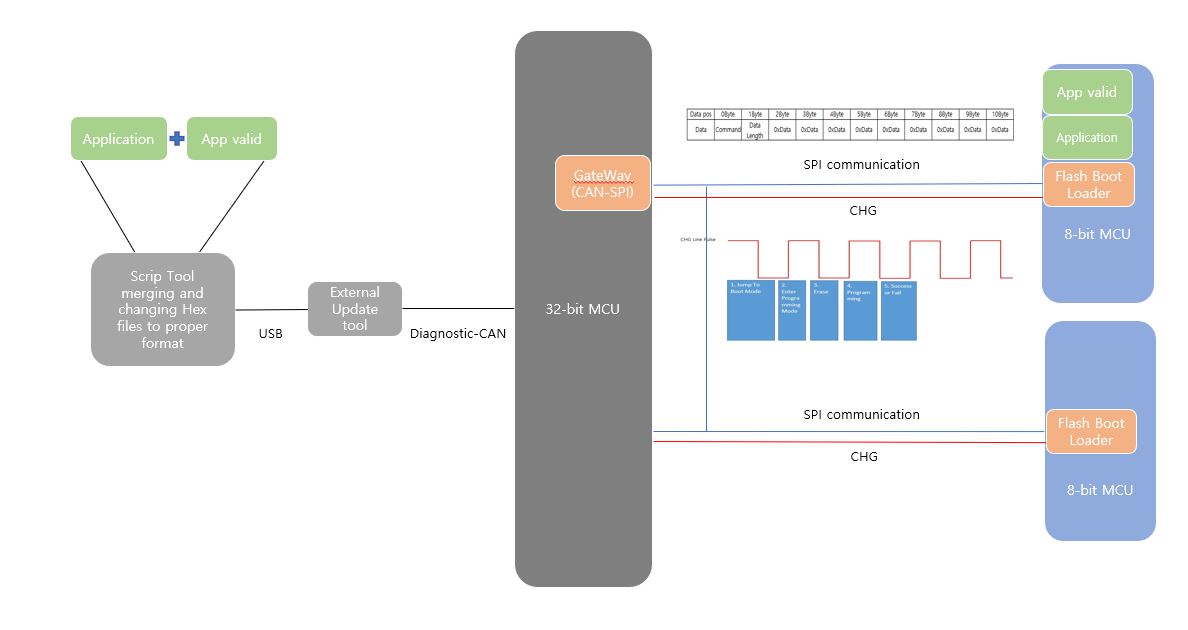 Application
App valid
Scrip Tool
merging and
changing Hex
files to proper
format
USB
External
Update
tool
Diagnostic-CAN
32-bit MCU
GateWay
(CAN-SPI)
Data pos 0Byte 1Byte 2Byte 3Byte 4Byte 5Byte 6Byte 7Byte 8Byte 9Byte 10Byte
Data Command Data Length 0xData 0xData 0xData 0xData 0xData 0xData 0xData 0xData 0xData
SPI communication
CHG
CHG Line Pulse
1. Jump To
Boot Mode
2.
Enter
Progra
mming
Mode
3.
Erase
4.
Program
ming
5. Success
or Fail
App valid
Application
Flash Boot
Loader
8-bit MCU
SPI communication
CHG
Flash Boot
Loader
8-bit MCU